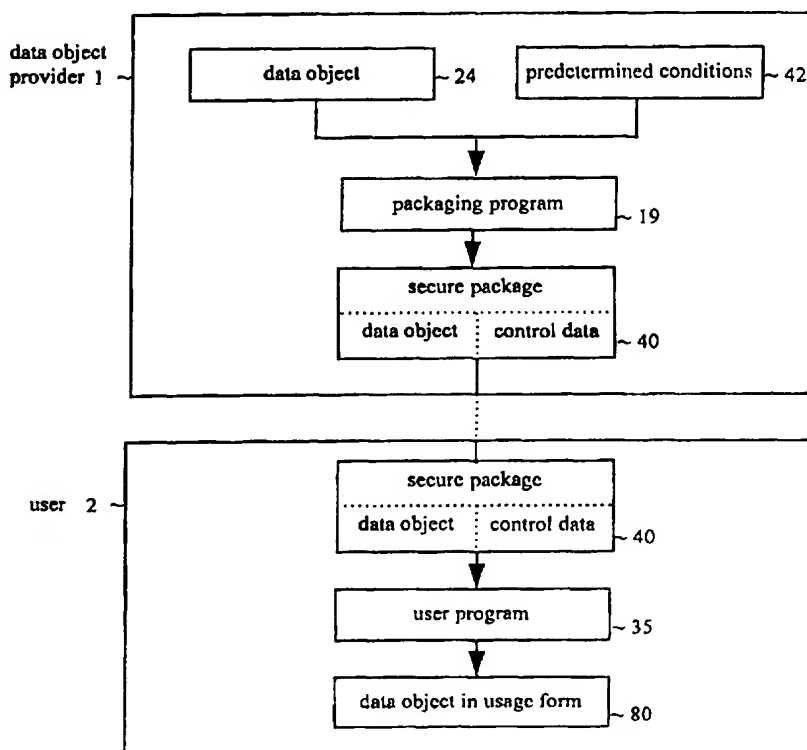 data object
provider 1
data object
24
predetermined conditions
42
packaging program
19
secure package
data object
control data
40
user 2
secure package
data object
control data
40
user program
35
data object in usage form
80